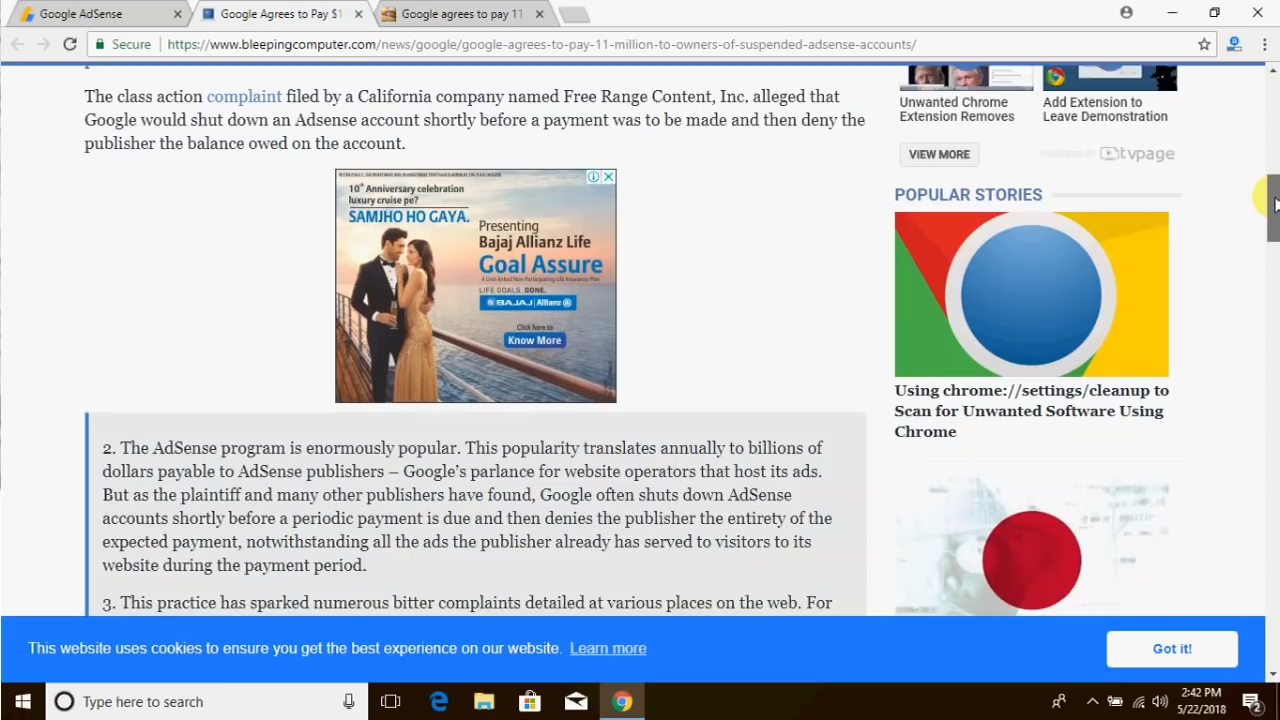 Google AdSense
Google Agrees to Pay $1
Google agrees to pay 11
Secure
https://www.bleepingcomputer.com/news/google/google-agrees-to-pay-11-million-to-owners-of-suspended-adsense-accounts/
The class action complaint filed by a California company named Free Range Content, Inc. alleged that
Google would shut down an Adsense account shortly before a payment was to be made and then deny the
publisher the balance owed on the account.
10th Anniversary celebration
luxury cruise pe?
SAMJHO HO GAYA.
Presenting
Bajaj Allianz Life
Goal Assure
A Unit-linked Non-Participating Life Insurance Plan
LIFE GOALS. DONE.
BAJAJ Allianz
Click here to
Know More
2. The AdSense program is enormously popular. This popularity translates annually to billions of
dollars payable to AdSense publishers – Google's parlance for website operators that host its ads.
But as the plaintiff and many other publishers have found, Google often shuts down AdSense
accounts shortly before a periodic payment is due and then denies the publisher the entirety of the
expected payment, notwithstanding all the ads the publisher already has served to visitors to its
website during the payment period.
3. This practice has sparked numerous bitter complaints detailed at various places on the web. For
Unwanted Chrome
Extension Removes
Add Extension to
Leave Demonstration
VIEW MORE
POWERED BY tvpage
POPULAR STORIES
Using chrome://settings/cleanup to
Scan for Unwanted Software Using
Chrome
This website uses cookies to ensure you get the best experience on our website. Learn more
Got it!
Type here to search
2:42 PM
5/22/2018
2